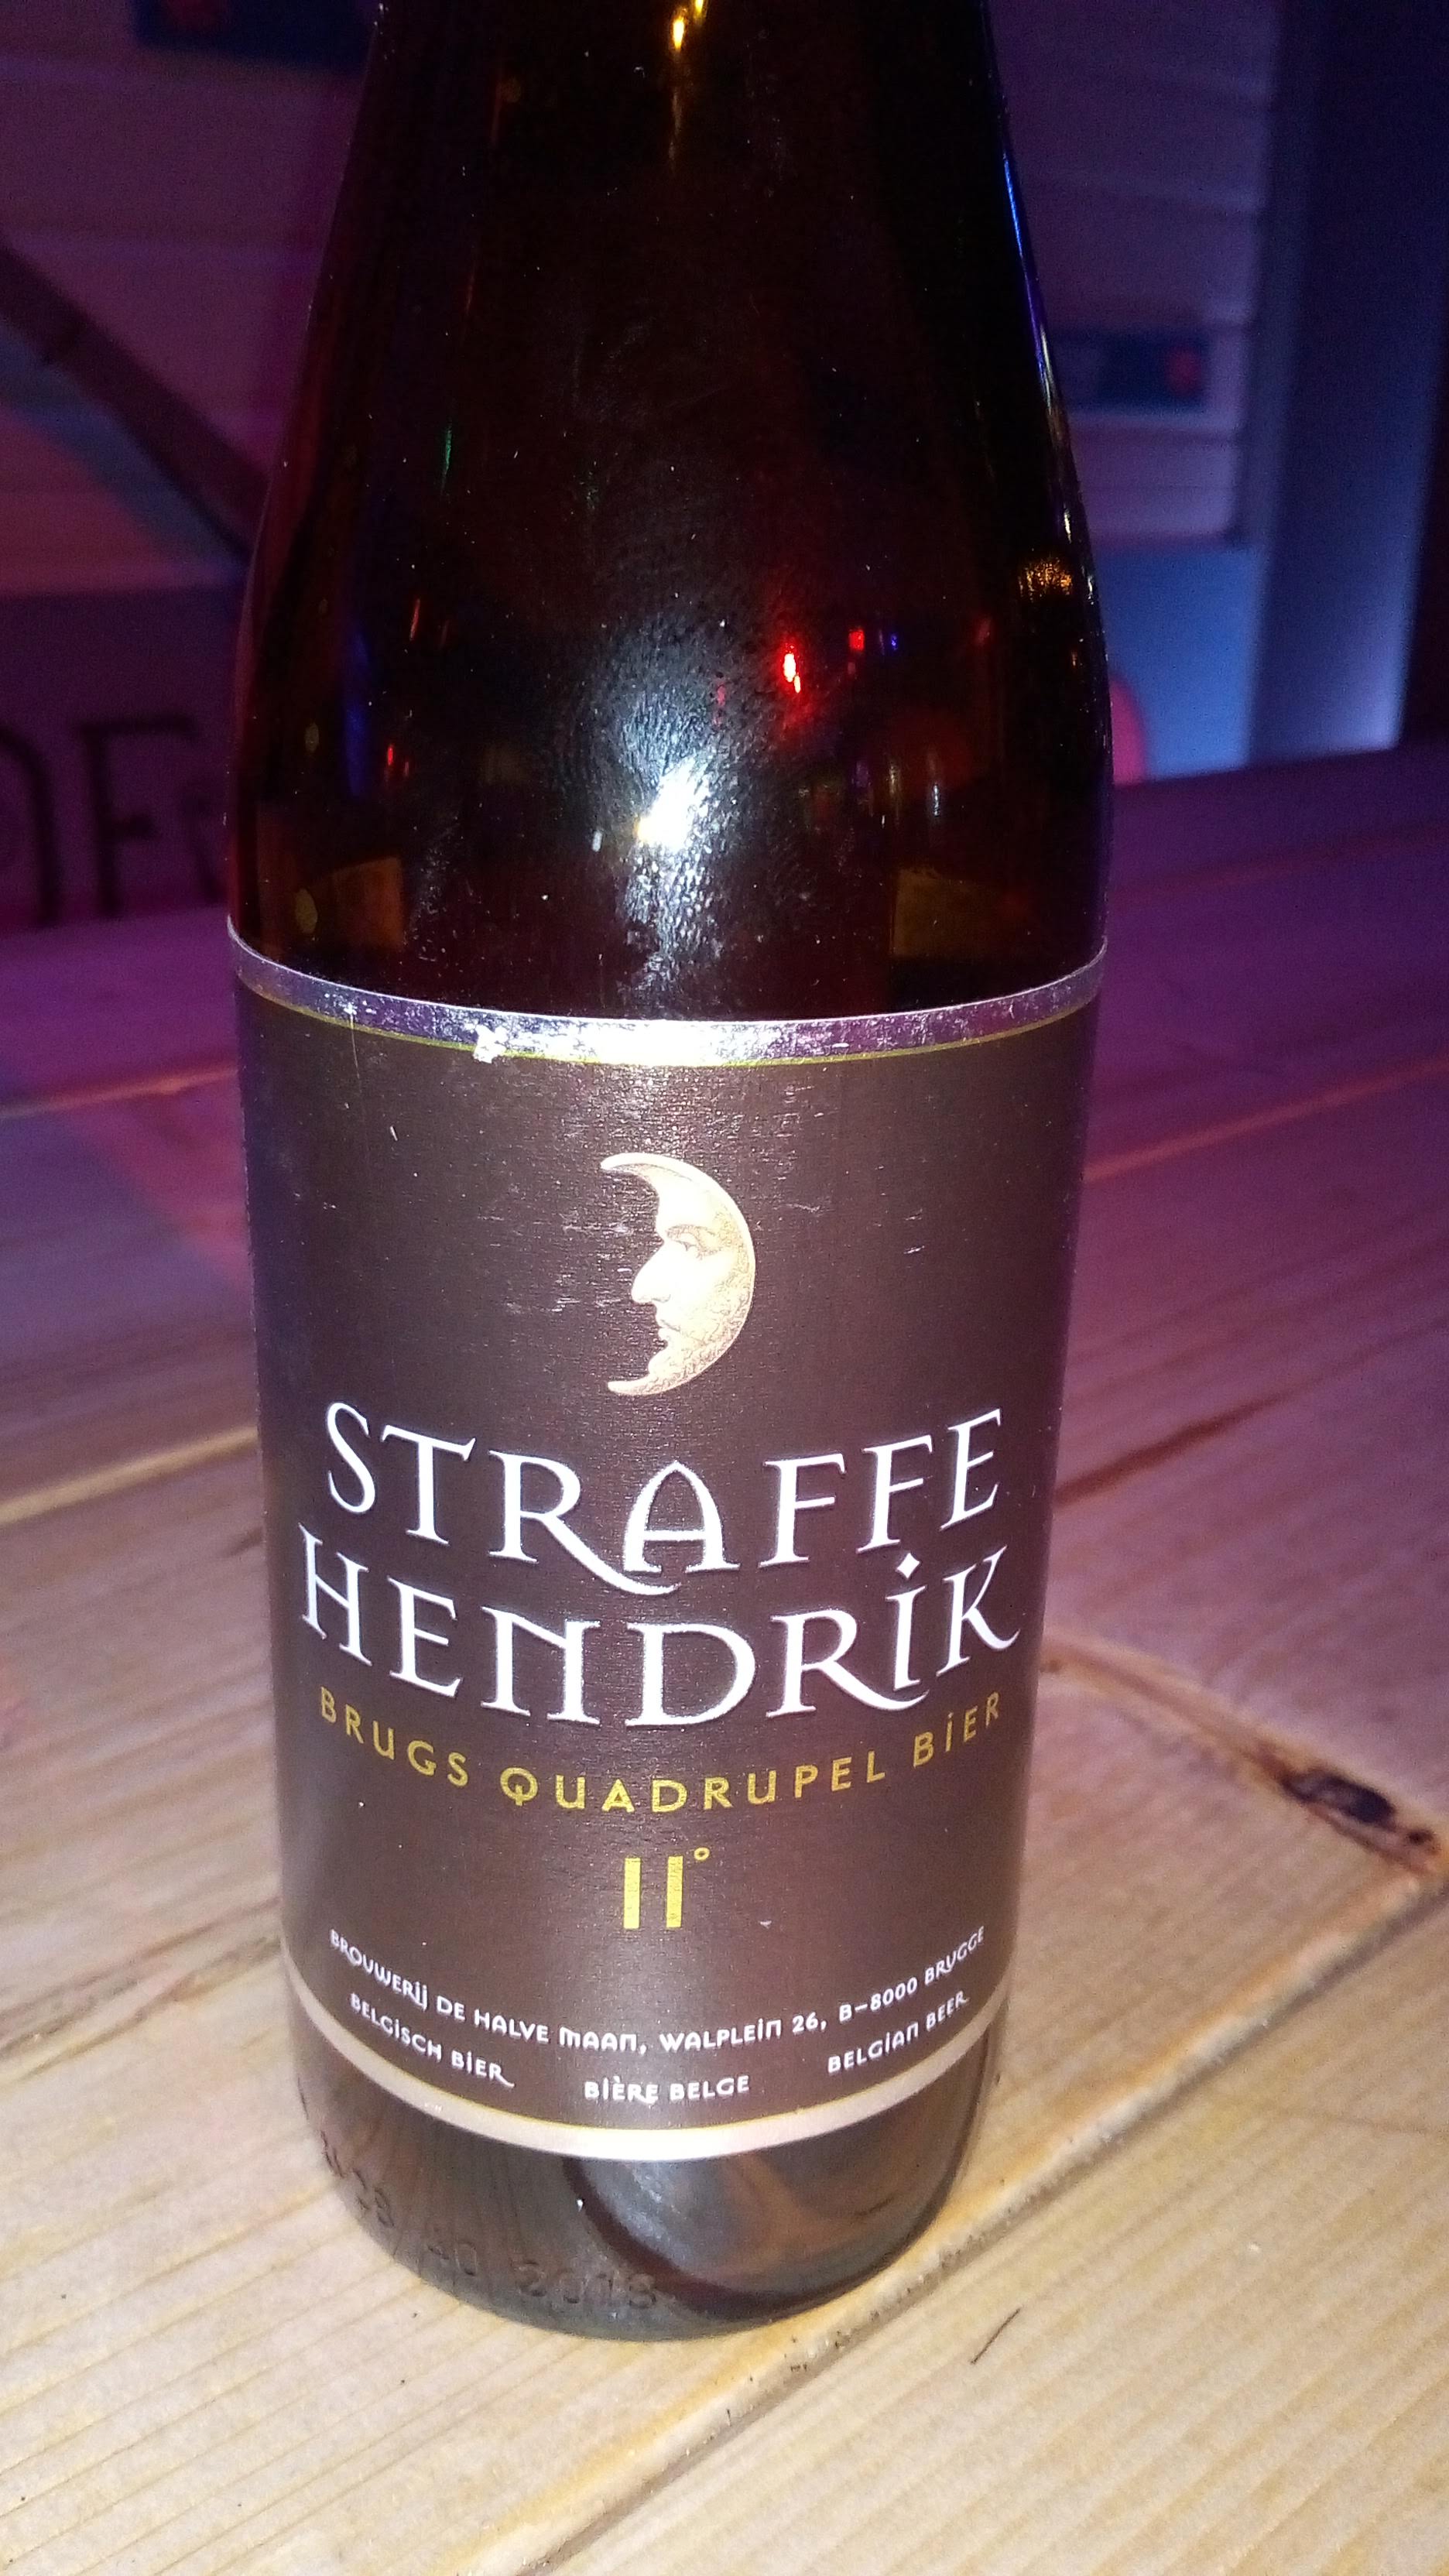 STRAFFE
HENDRiK
BRUGS QUADRUPEL BiER
11°
BROUWERij DE HALVE MAAN, WALPLEiN 26, B-8000 BRUGGE
BELGiSCH BiER BiÈRE BELGE BELGiAN BEER